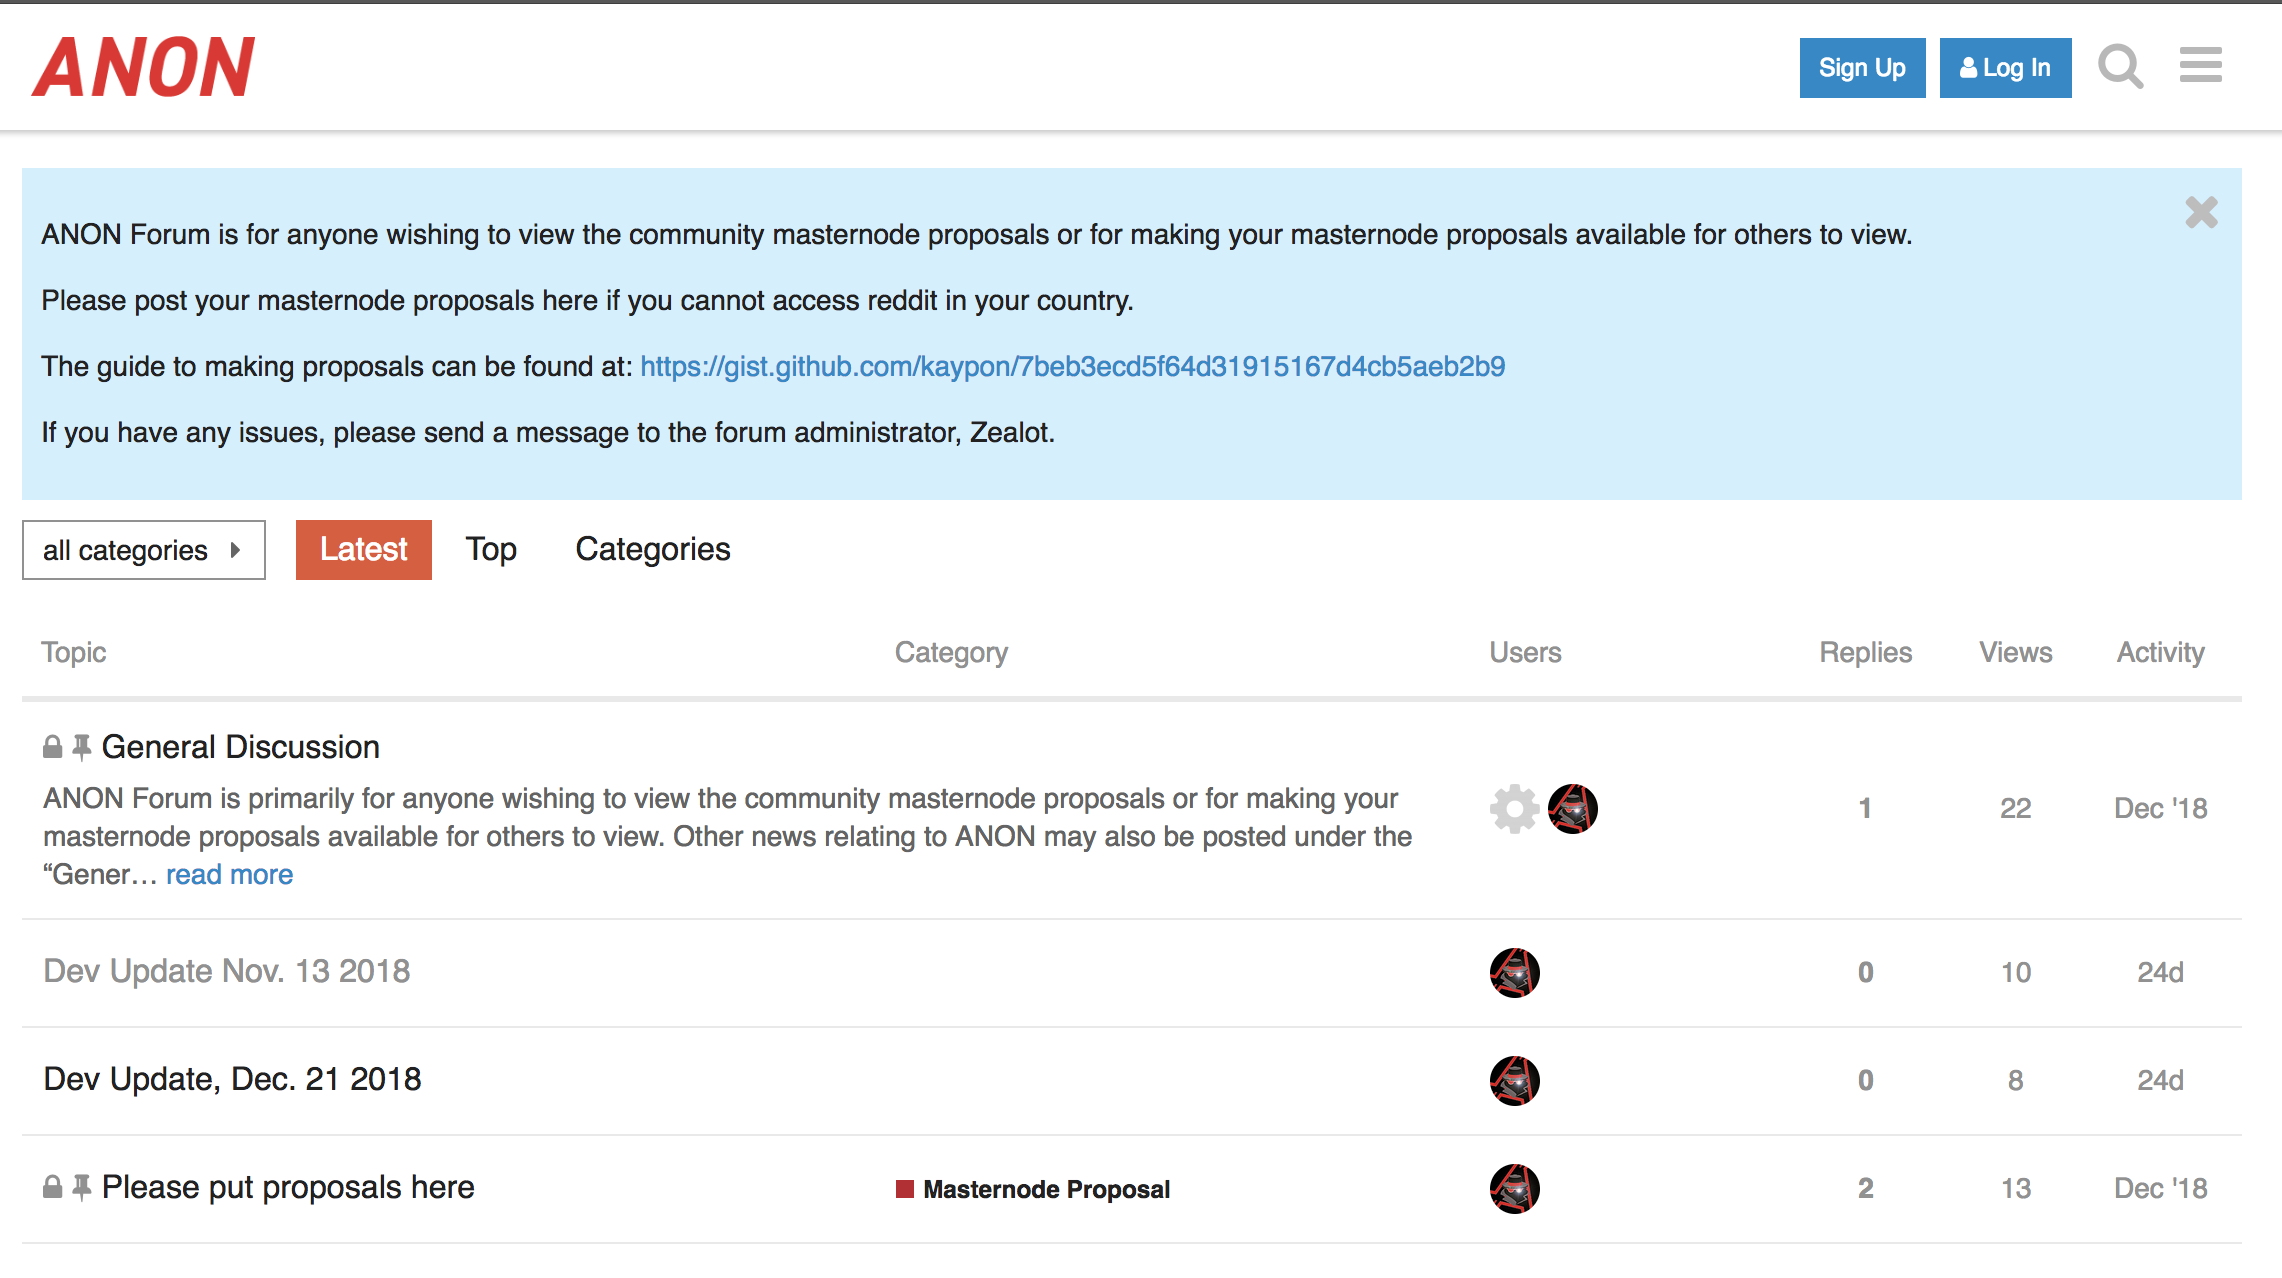 ANON
Sign Up
Log In
ANON Forum is for anyone wishing to view the community masternode proposals or for making your masternode proposals available for others to view.
Please post your masternode proposals here if you cannot access reddit in your country.
The guide to making proposals can be found at: https://gist.github.com/kaypon/7beb3ecd5f64d31915167d4cb5aeb2b9
If you have any issues, please send a message to the forum administrator, Zealot.
all categories
Latest
Top
Categories
Topic Category Users Replies Views Activity
General Discussion
ANON Forum is primarily for anyone wishing to view the community masternode proposals or for making your
masternode proposals available for others to view. Other news relating to ANON may also be posted under the
“Gener… read more
1 22 Dec '18
Dev Update Nov. 13 2018 0 10 24d
Dev Update, Dec. 21 2018 0 8 24d
Please put proposals here Masternode Proposal 2 13 Dec '18